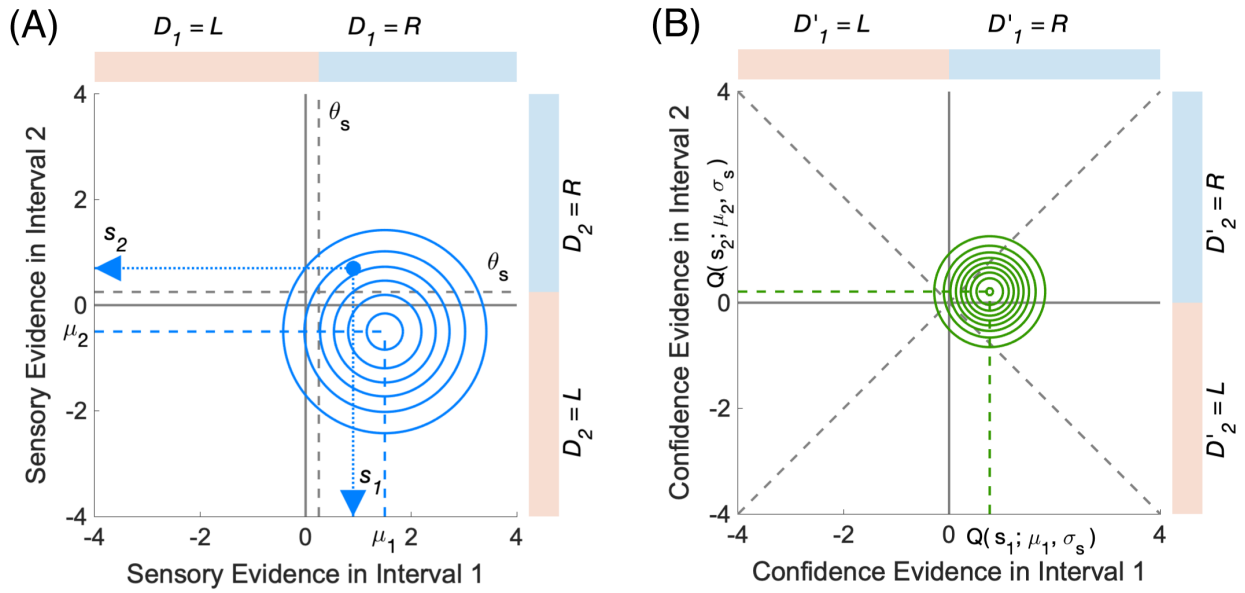 (A)
D1 = L
D1 = R
Sensory Evidence in Interval 2
4
2
0
-2
-4
θs
θs
s2
μ2
s1
D2 = R
D2 = L
-4
-2
0
μ1
2
4
Sensory Evidence in Interval 1
(B)
D'1 = L
D'1 = R
Confidence Evidence in Interval 2
Q( s2; μ2, σs )
4
0
-2
-4
D'2 = R
D'2 = L
-4
-2
0
Q( s1; μ1, σs )
4
Confidence Evidence in Interval 1